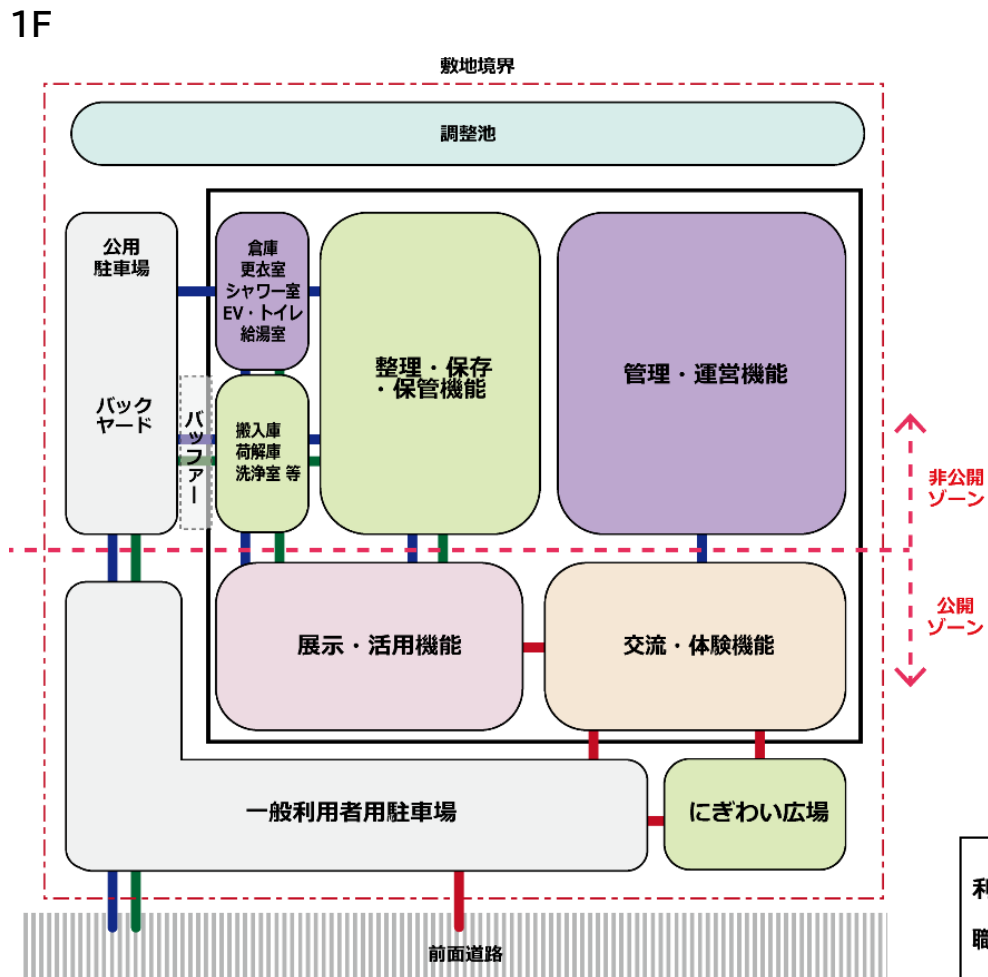 1F
敷地境界
調整池
公用
駐車場
倉庫
更衣室
シャワー室
EV・トイレ
給湯室
整理・保存
・保管機能
管理・運営機能
バック
ヤード
バッファー
搬入庫
荷解庫
洗浄室 等
非公開
ゾーン
公開
ゾーン
展示・活用機能
交流・体験機能
一般利用者用駐車場
にぎわい広場
前面道路
利
職